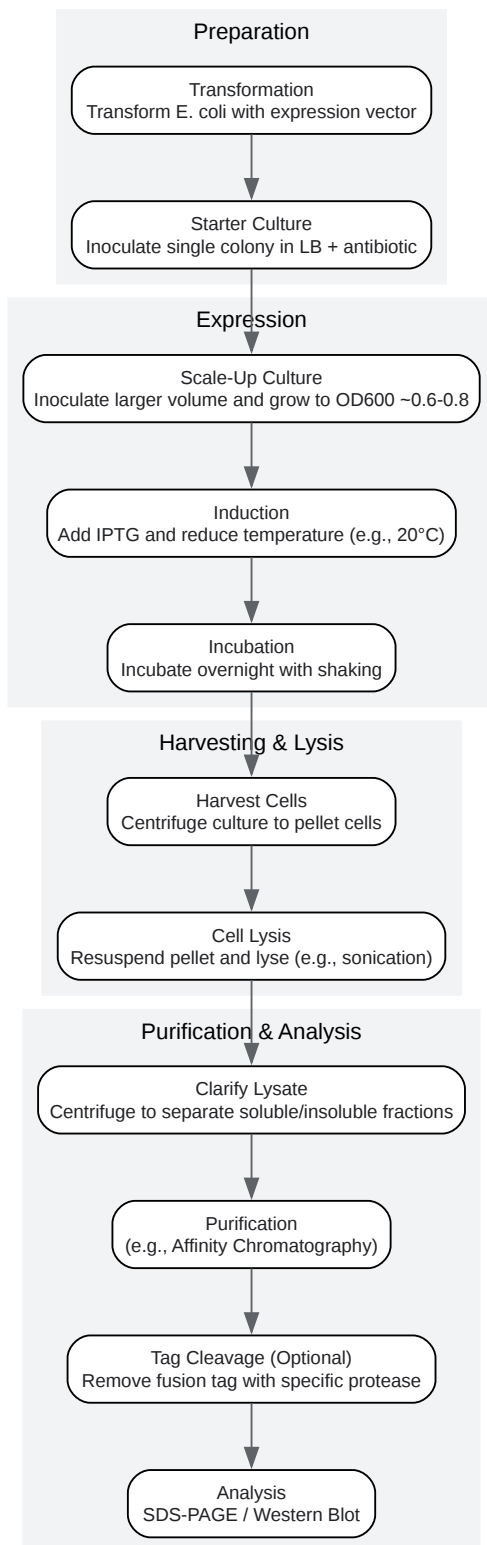 Preparation
Transformation
Transform E. coli with expression vector
Starter Culture
Inoculate single colony in LB + antibiotic
Expression
Scale-Up Culture
Inoculate larger volume and grow to OD600 ~0.6-0.8
Induction
Add IPTG and reduce temperature (e.g., 20°C)
Incubation
Incubate overnight with shaking
Harvesting & Lysis
Harvest Cells
Centrifuge culture to pellet cells
Cell Lysis
Resuspend pellet and lyse (e.g., sonication)
Purification & Analysis
Clarify Lysate
Centrifuge to separate soluble/insoluble fractions
Purification
(e.g., Affinity Chromatography)
Tag Cleavage (Optional)
Remove fusion tag with specific protease
Analysis
SDS-PAGE / Western Blot